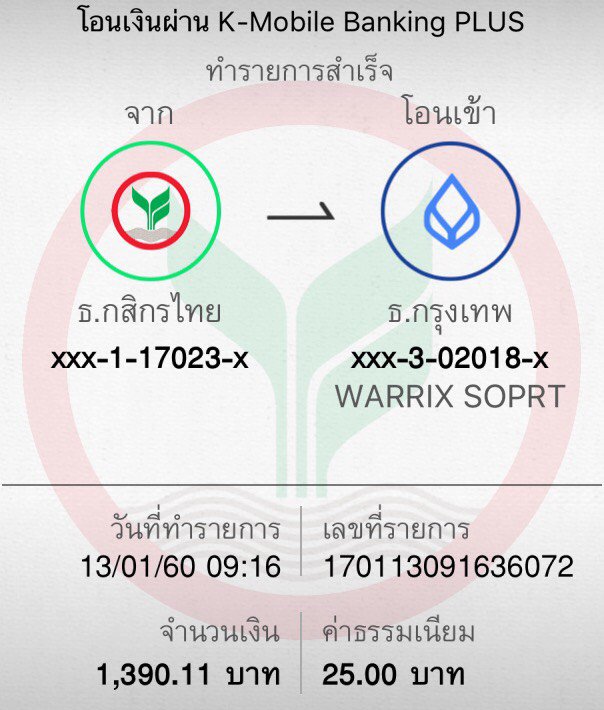 โอนเงินผ่าน K-Mobile Banking PLUS
ทำรายการสำเร็จ
จาก
โอนเข้า
ธ.กสิกรไทย
ธ.กรุงเทพ
xxx-1-17023-x
xxx-3-02018-x
WARRIX SOPRT
วันที่ทำรายการ
เลขที่รายการ
13/01/60 09:16
170113091636072
จำนวนเงิน
ค่าธรรมเนียม
1,390.11 บาท
25.00 บาท